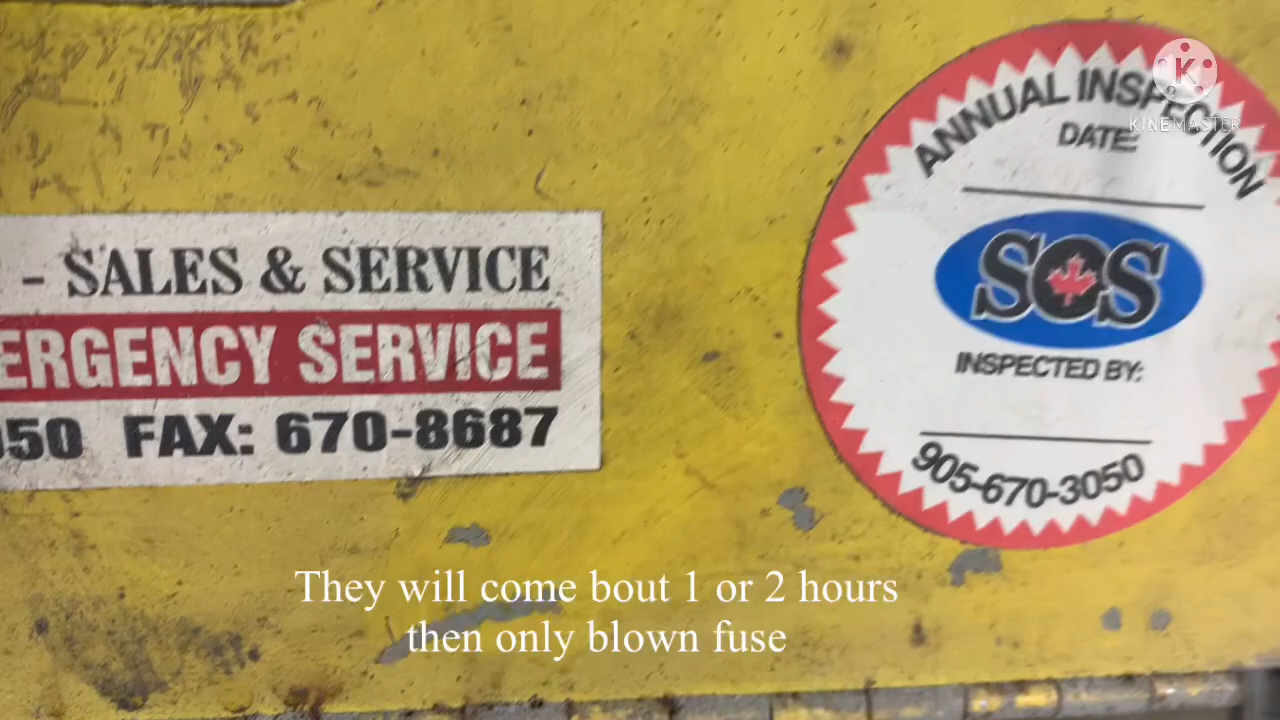 - SALES & SERVICE
ERGENCY SERVICE
050 FAX: 670-8687
ANNUAL INSPECTION
DATE:
SOS
INSPECTED BY:
905-670-3050
K
KINEMASTER
They will come bout 1 or 2 hours
then only blown fuse